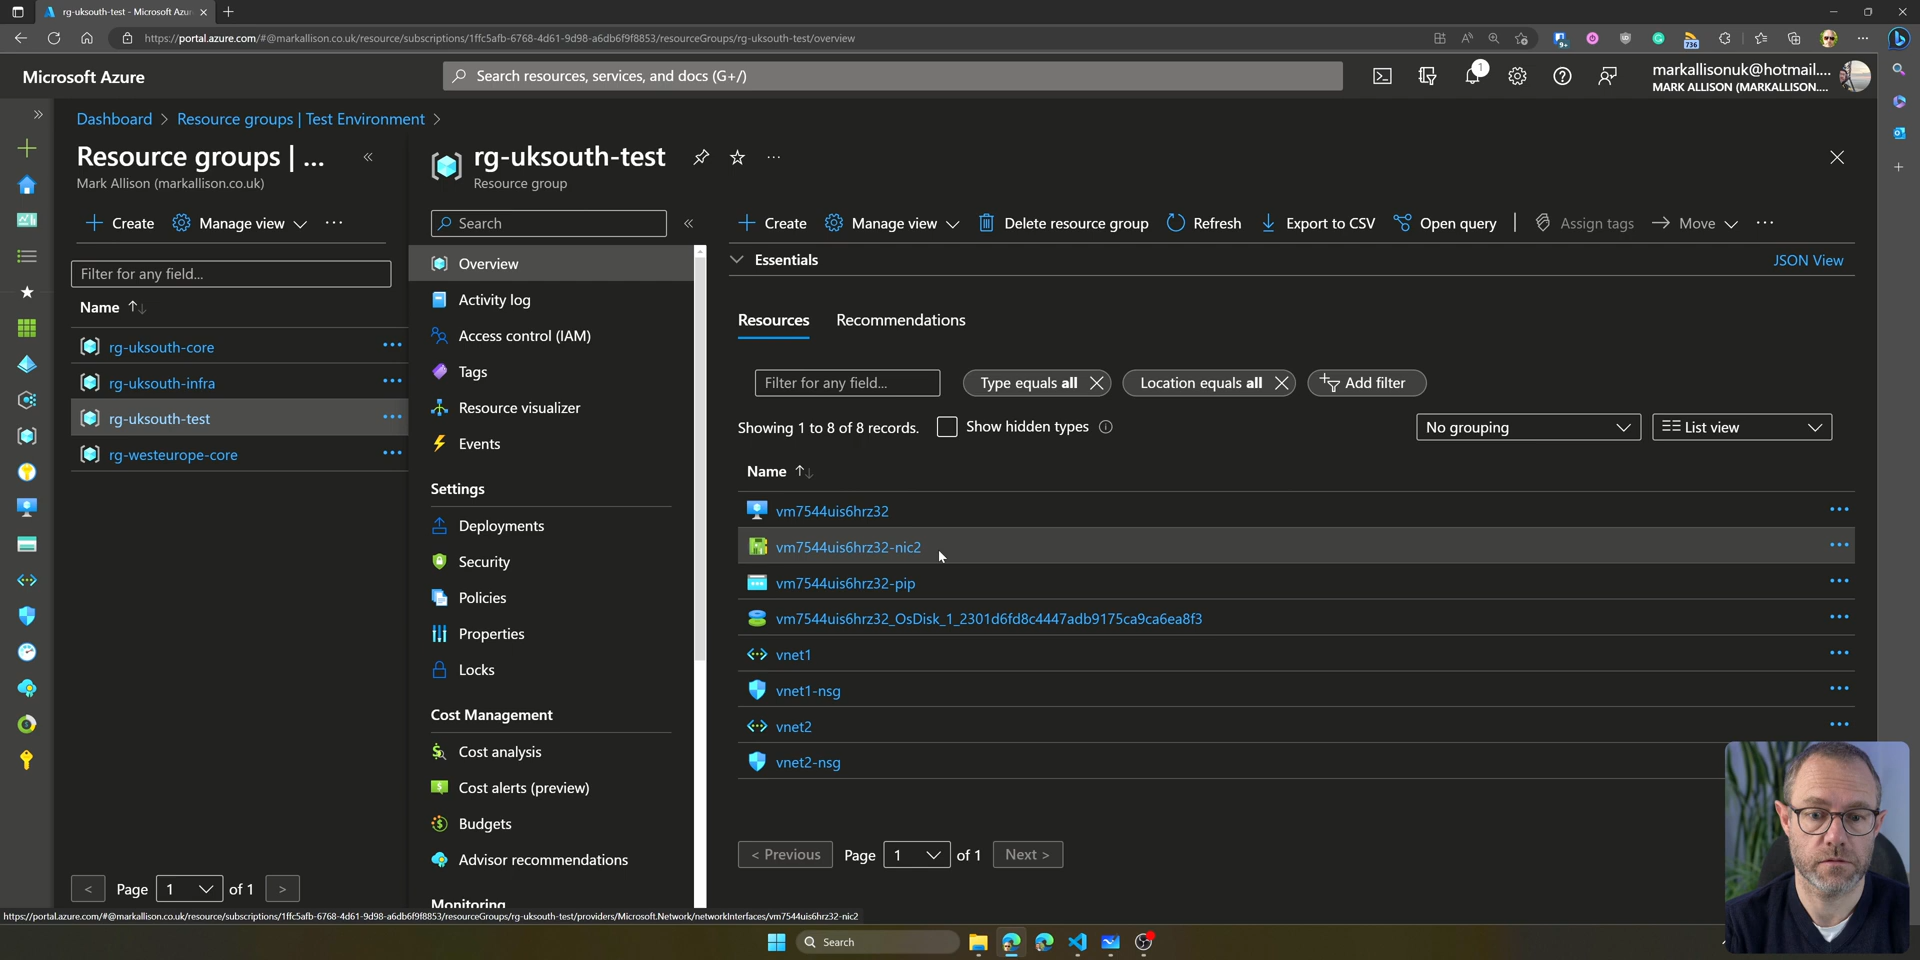 rg-uksouth-test - Microsoft Azur
https://portal.azure.com/#@markallison.co.uk/resource/subscriptions/1ffc5afb-6768-4d61-9d98-a6db6f9f8853/resourceGroups/rg-uksouth-test/overview
9+
736
Microsoft Azure
Search resources, services, and docs (G+/)
1
markallisonuk@hotmail....
MARK ALLISON (MARKALLISON....
Dashboard > Resource groups | Test Environment >
Resource groups | ...
Mark Allison (markallison.co.uk)
Create
Manage view
Filter for any field...
Name
rg-uksouth-core
rg-uksouth-infra
rg-uksouth-test
rg-westeurope-core
< Page 1 of 1 >
rg-uksouth-test
Resource group
Search
Overview
Activity log
Access control (IAM)
Tags
Resource visualizer
Events
Settings
Deployments
Security
Policies
Properties
Locks
Cost Management
Cost analysis
Cost alerts (preview)
Budgets
Advisor recommendations
Monitoring
Create
Manage view
Delete resource group
Refresh
Export to CSV
Open query
Assign tags
Move
Essentials
JSON View
Resources
Recommendations
Filter for any field...
Type equals all
Location equals all
Add filter
Showing 1 to 8 of 8 records.
Show hidden types
No grouping
List view
Name
vm7544uis6hrz32
vm7544uis6hrz32-nic2
vm7544uis6hrz32-pip
vm7544uis6hrz32_OsDisk_1_2301d6fd8c4447adb9175ca9ca6ea8f3
vnet1
vnet1-nsg
vnet2
vnet2-nsg
< Previous Page 1 of 1 Next >
https://portal.azure.com/#@markallison.co.uk/resource/subscriptions/1ffc5afb-6768-4d61-9d98-a6db6f9f8853/resourceGroups/rg-uksouth-test/providers/Microsoft.Network/networkInterfaces/vm7544uis6hrz32-nic2
Search